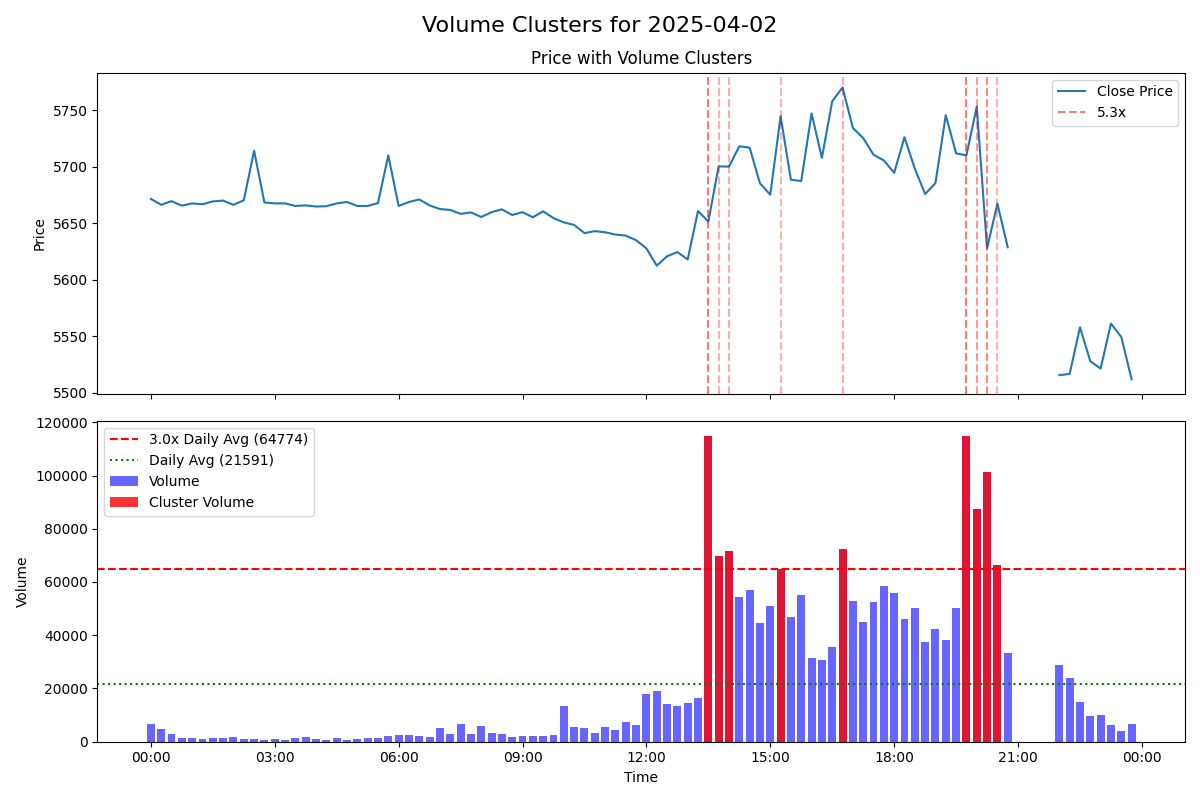 Volume Clusters for 2025-04-02
Price with Volume Clusters
Close Price
5.3x
5750
5700
5650
5600
5550
5500
Price
3.0x Daily Avg (64774)
Daily Avg (21591)
Volume
Cluster Volume
120000
100000
80000
60000
40000
20000
0
Volume
00:00 03:00 06:00 09:00 12:00 15:00 18:00 21:00 00:00
Time